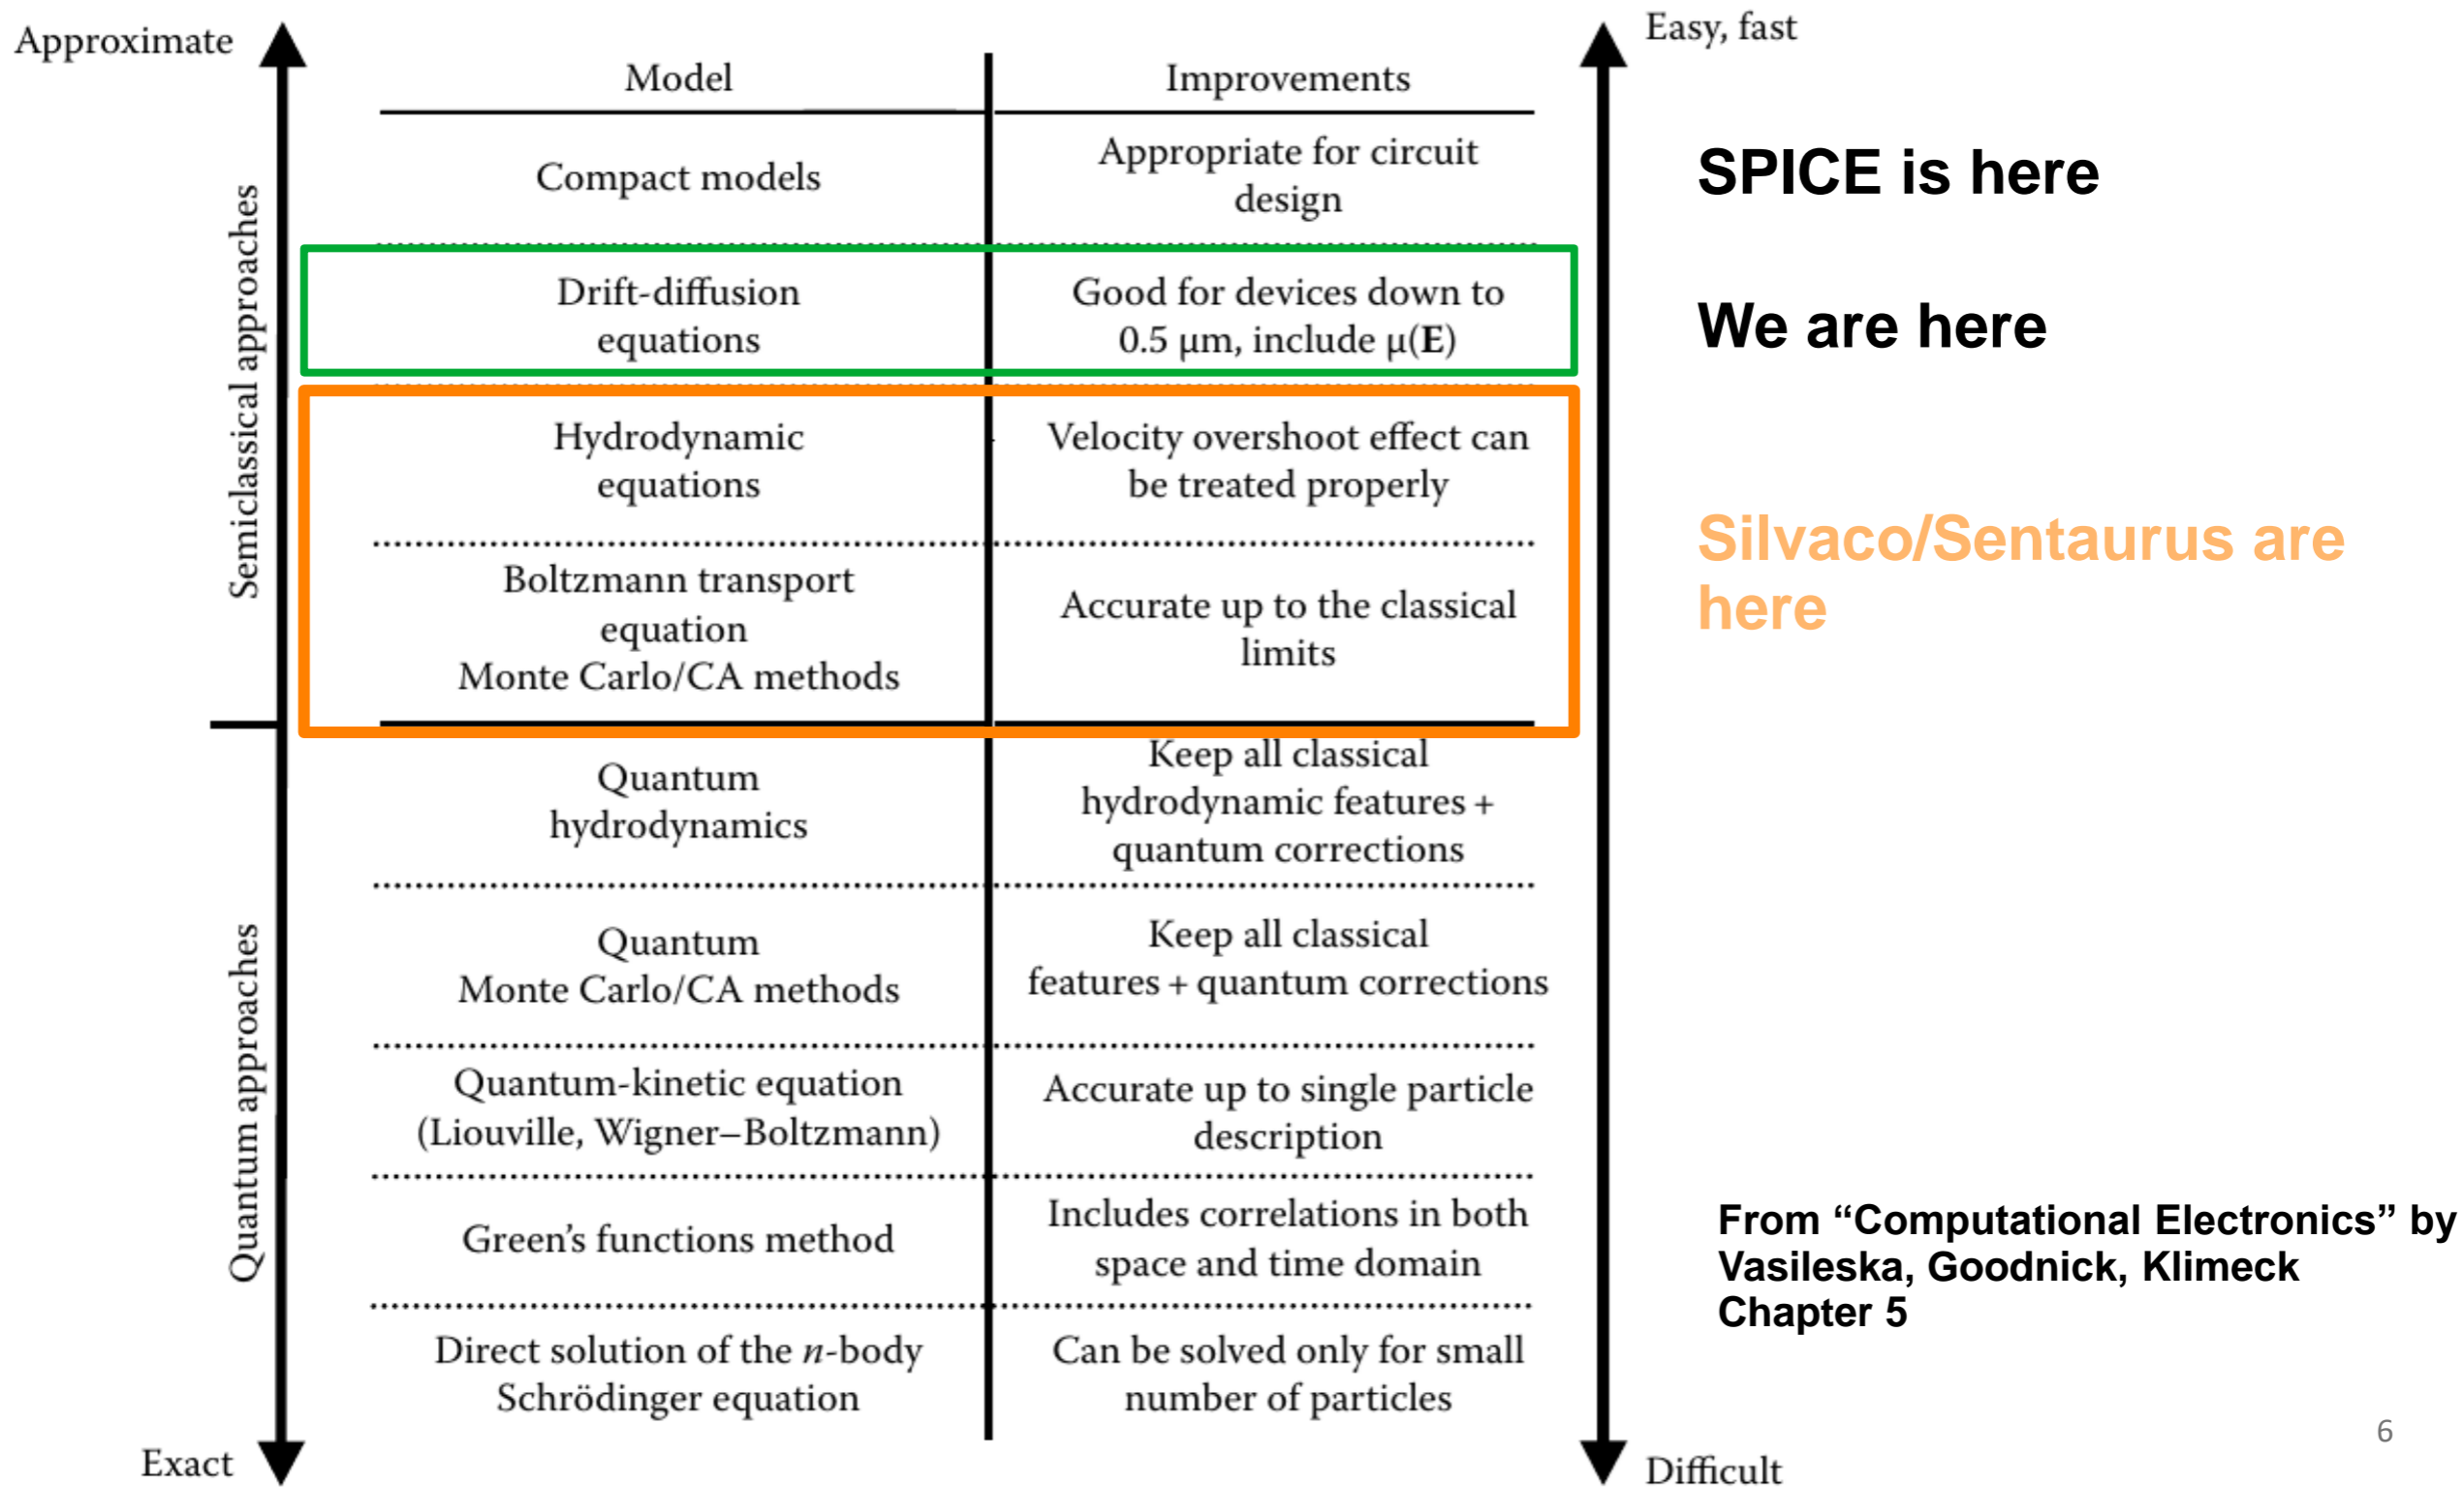 Approximate
Easy, fast
Model
Improvements
Compact models
Appropriate for circuit
design
SPICE is here
Drift-diffusion
equations
Good for devices down to
0.5 μm, include μ(E)
We are here
Semiclassical approaches
Hydrodynamic
equations
Velocity overshoot effect can
be treated properly
Silvaco/Sentaurus are
here
Boltzmann transport
equation
Monte Carlo/CA methods
Accurate up to the classical
limits
Quantum
hydrodynamics
Keep all classical
hydrodynamic features +
quantum corrections
Quantum approaches
Quantum
Monte Carlo/CA methods
Keep all classical
features + quantum corrections
Quantum-kinetic equation
(Liouville, Wigner–Boltzmann)
Accurate up to single particle
description
Green's functions method
Includes correlations in both
space and time domain
From “Computational Electronics” by
Vasileska, Goodnick, Klimeck
Chapter 5
Direct solution of the n-body
Schrödinger equation
Can be solved only for small
number of particles
Exact
Difficult
6